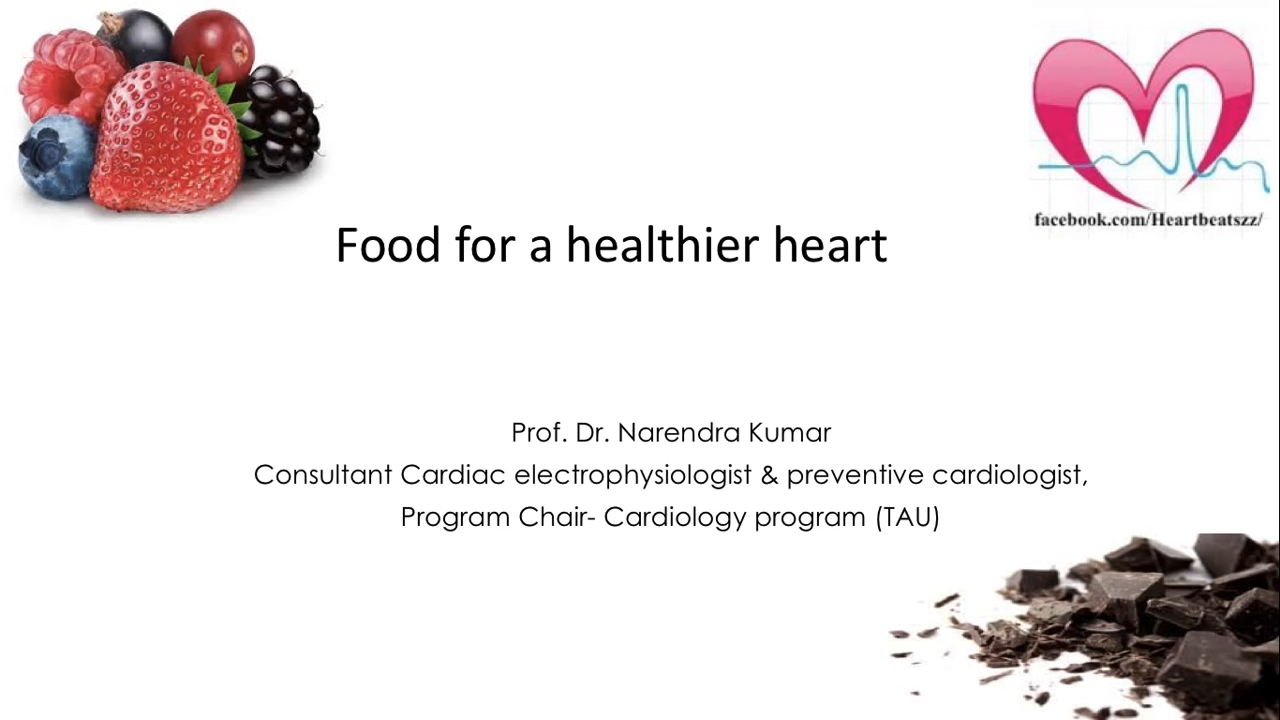 facebook.com/Heartbeatszz/
Food for a healthier heart
Prof. Dr. Narendra Kumar
Consultant Cardiac electrophysiologist & preventive cardiologist,
Program Chair- Cardiology program (TAU)